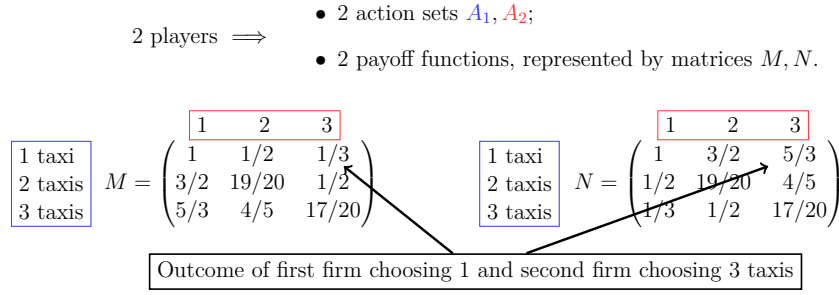 2 players ⟹
• 2 action sets A₁, A₂;
• 2 payoff functions, represented by matrices M, N.
1 2 3
1 taxi
2 taxis
3 taxis
M =
1 1/2 1/3
3/2 19/20 1/2
5/3 4/5 17/20
1 2 3
1 taxi
2 taxis
3 taxis
N =
1 3/2 5/3
1/2 19/20 4/5
1/3 1/2 17/20
Outcome of first firm choosing 1 and second firm choosing 3 taxis